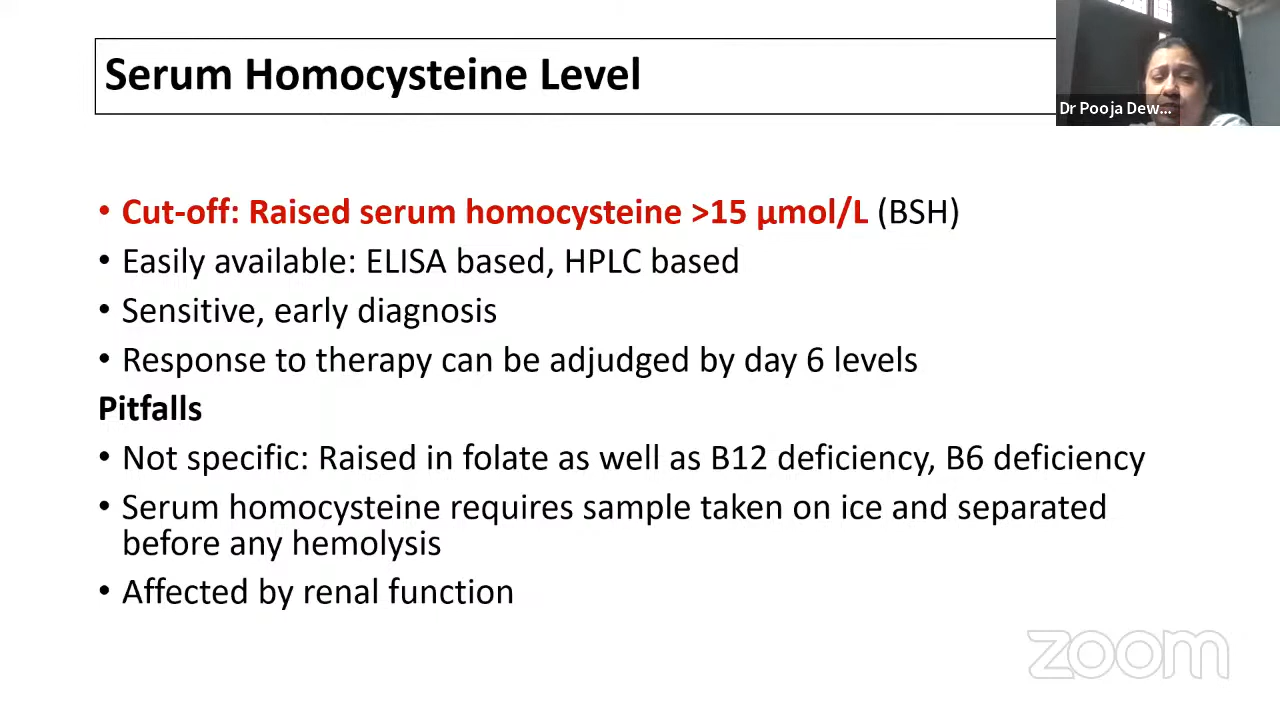 Serum Homocysteine Level
Dr Pooja Dew...
• Cut-off: Raised serum homocysteine >15 µmol/L (BSH)
• Easily available: ELISA based, HPLC based
• Sensitive, early diagnosis
• Response to therapy can be adjudged by day 6 levels
Pitfalls
• Not specific: Raised in folate as well as B12 deficiency, B6 deficiency
• Serum homocysteine requires sample taken on ice and separated
before any hemolysis
• Affected by renal function
zoom